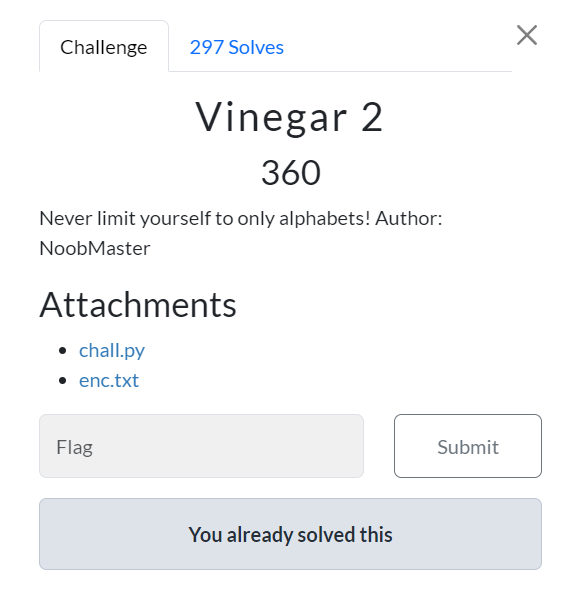 Challenge
297 Solves
Vinegar 2
360
Never limit yourself to only alphabets! Author:
NoobMaster
Attachments
chall.py
enc.txt
Flag
Submit
You already solved this